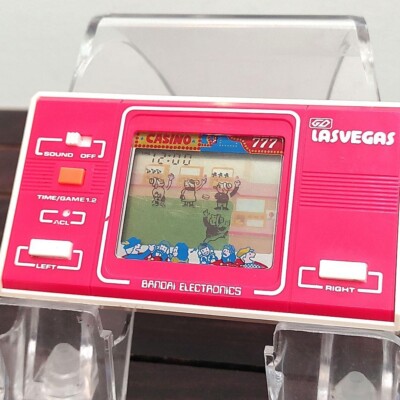 GD
LASVEGAS
CASINO 777
12:00
SOUND OFF
TIME/GAME 1.2
ACL
LEFT
RIGHT
BANDAI ELECTRONICS